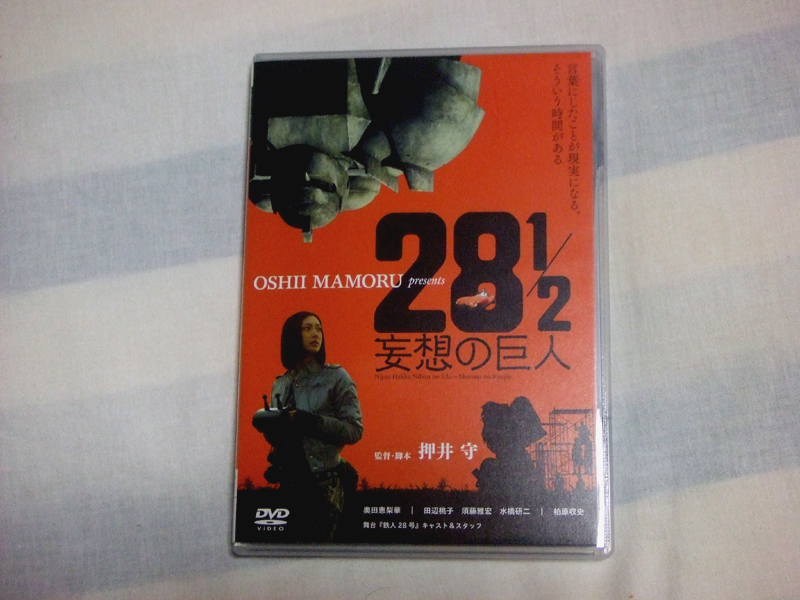 言葉にしたことが現実になる。
そういう時間がある
28 1/2
OSHII MAMORU presents
妄想の巨人
監督・脚本 押井 守
DVD
VIDEO
奥田恵梨華 | 田辺桃子 須藤雅宏 水橋研二 | 柏原収史
舞台『鉄人28号』キャスト&スタッフ